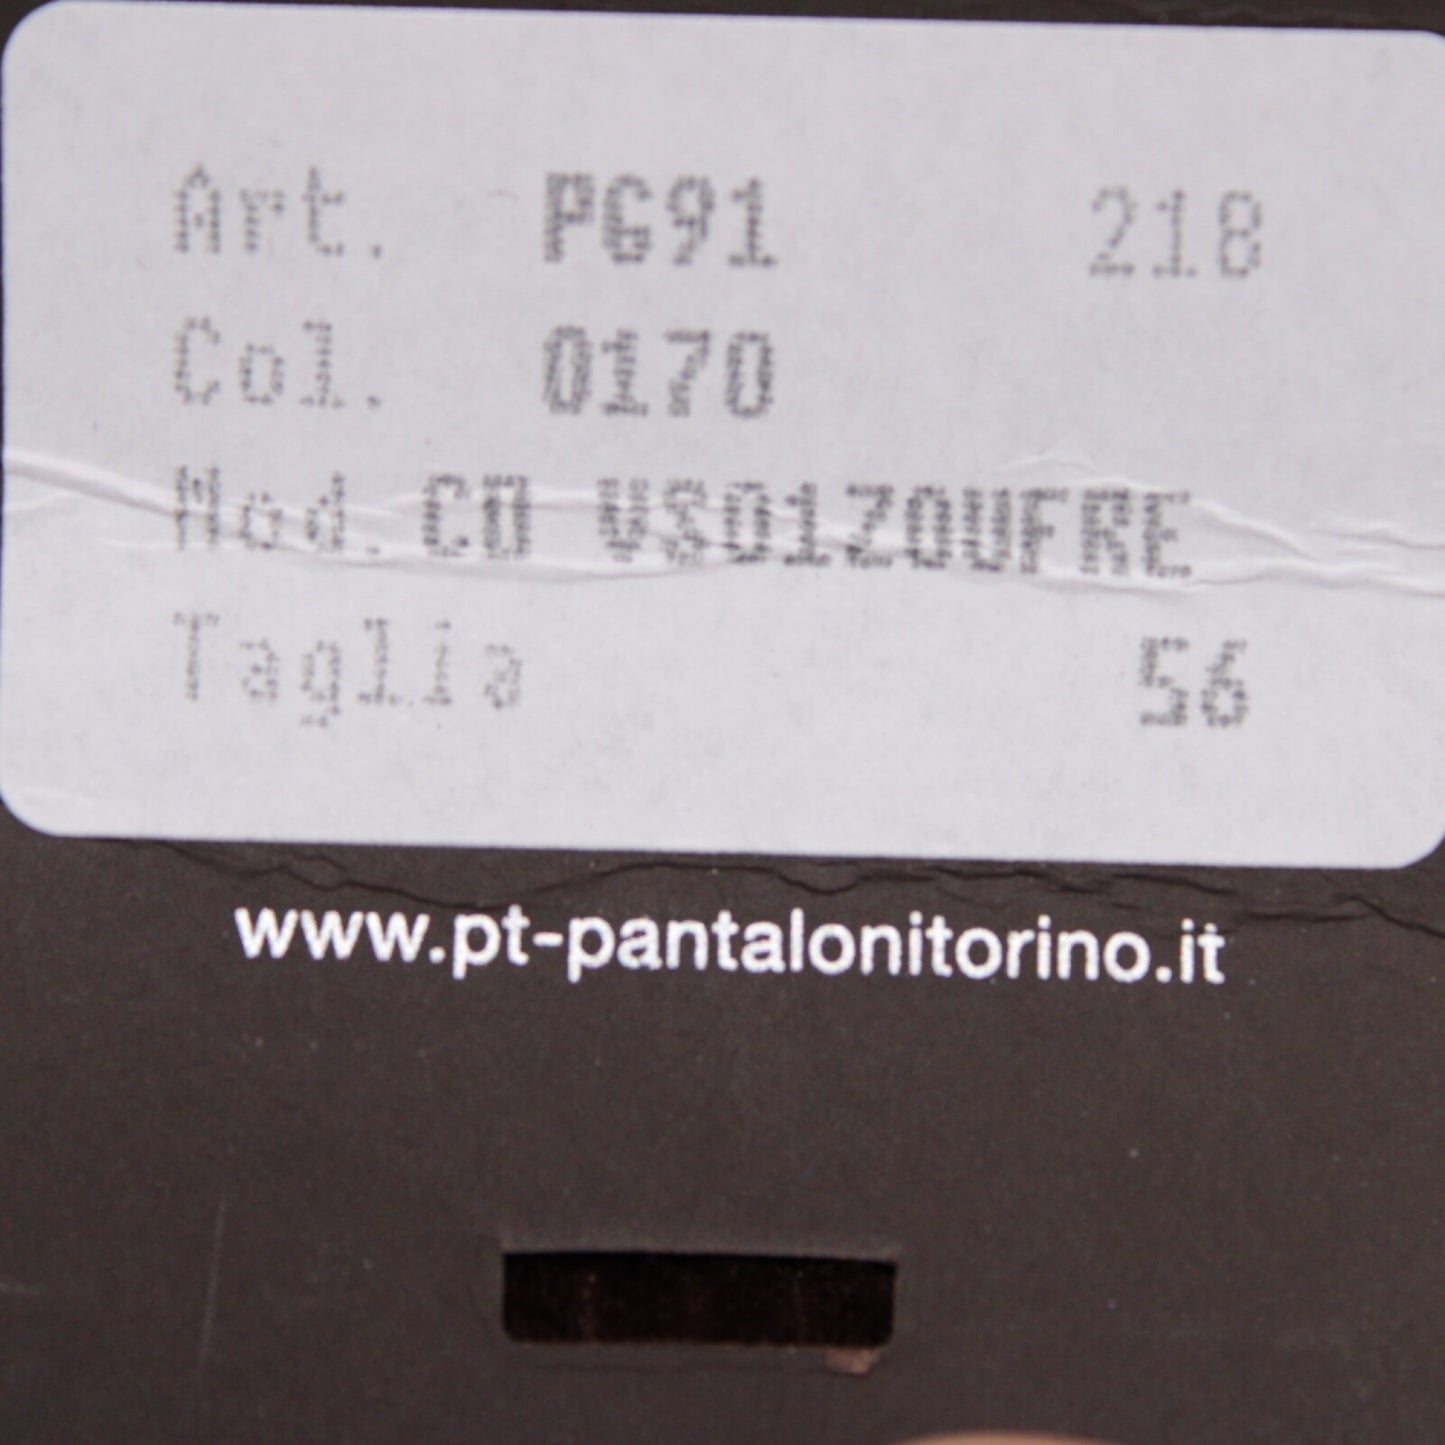 Art. PG91 218
Col. 0170
Mod. CO VS01Z0UFRE
Taglia 56
www.pt-pantalonitorino.it